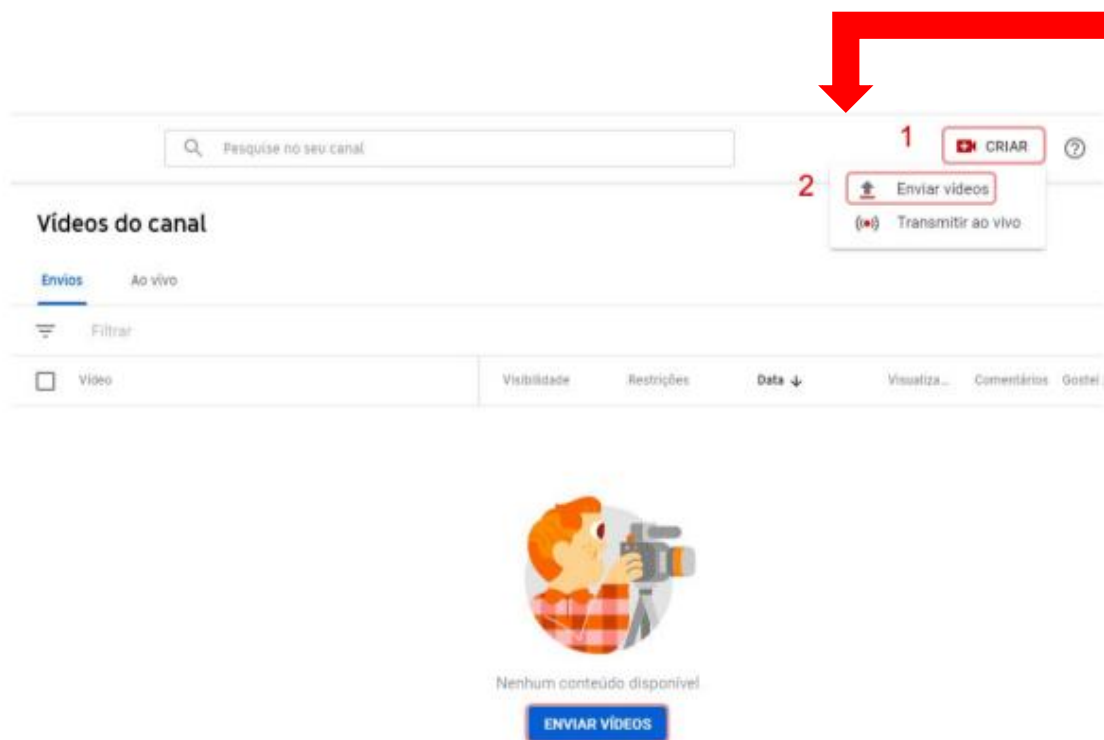 Pesquise no seu canal
1
CRIAR
2
Enviar vídeos
Transmitir ao vivo
Vídeos do canal
Envios Ao vivo
Filtrar
Vídeo Visibilidade Restrições Data ↓ Visualiza... Comentários Gostei
Nenhum conteúdo disponível
ENVIAR VÍDEOS